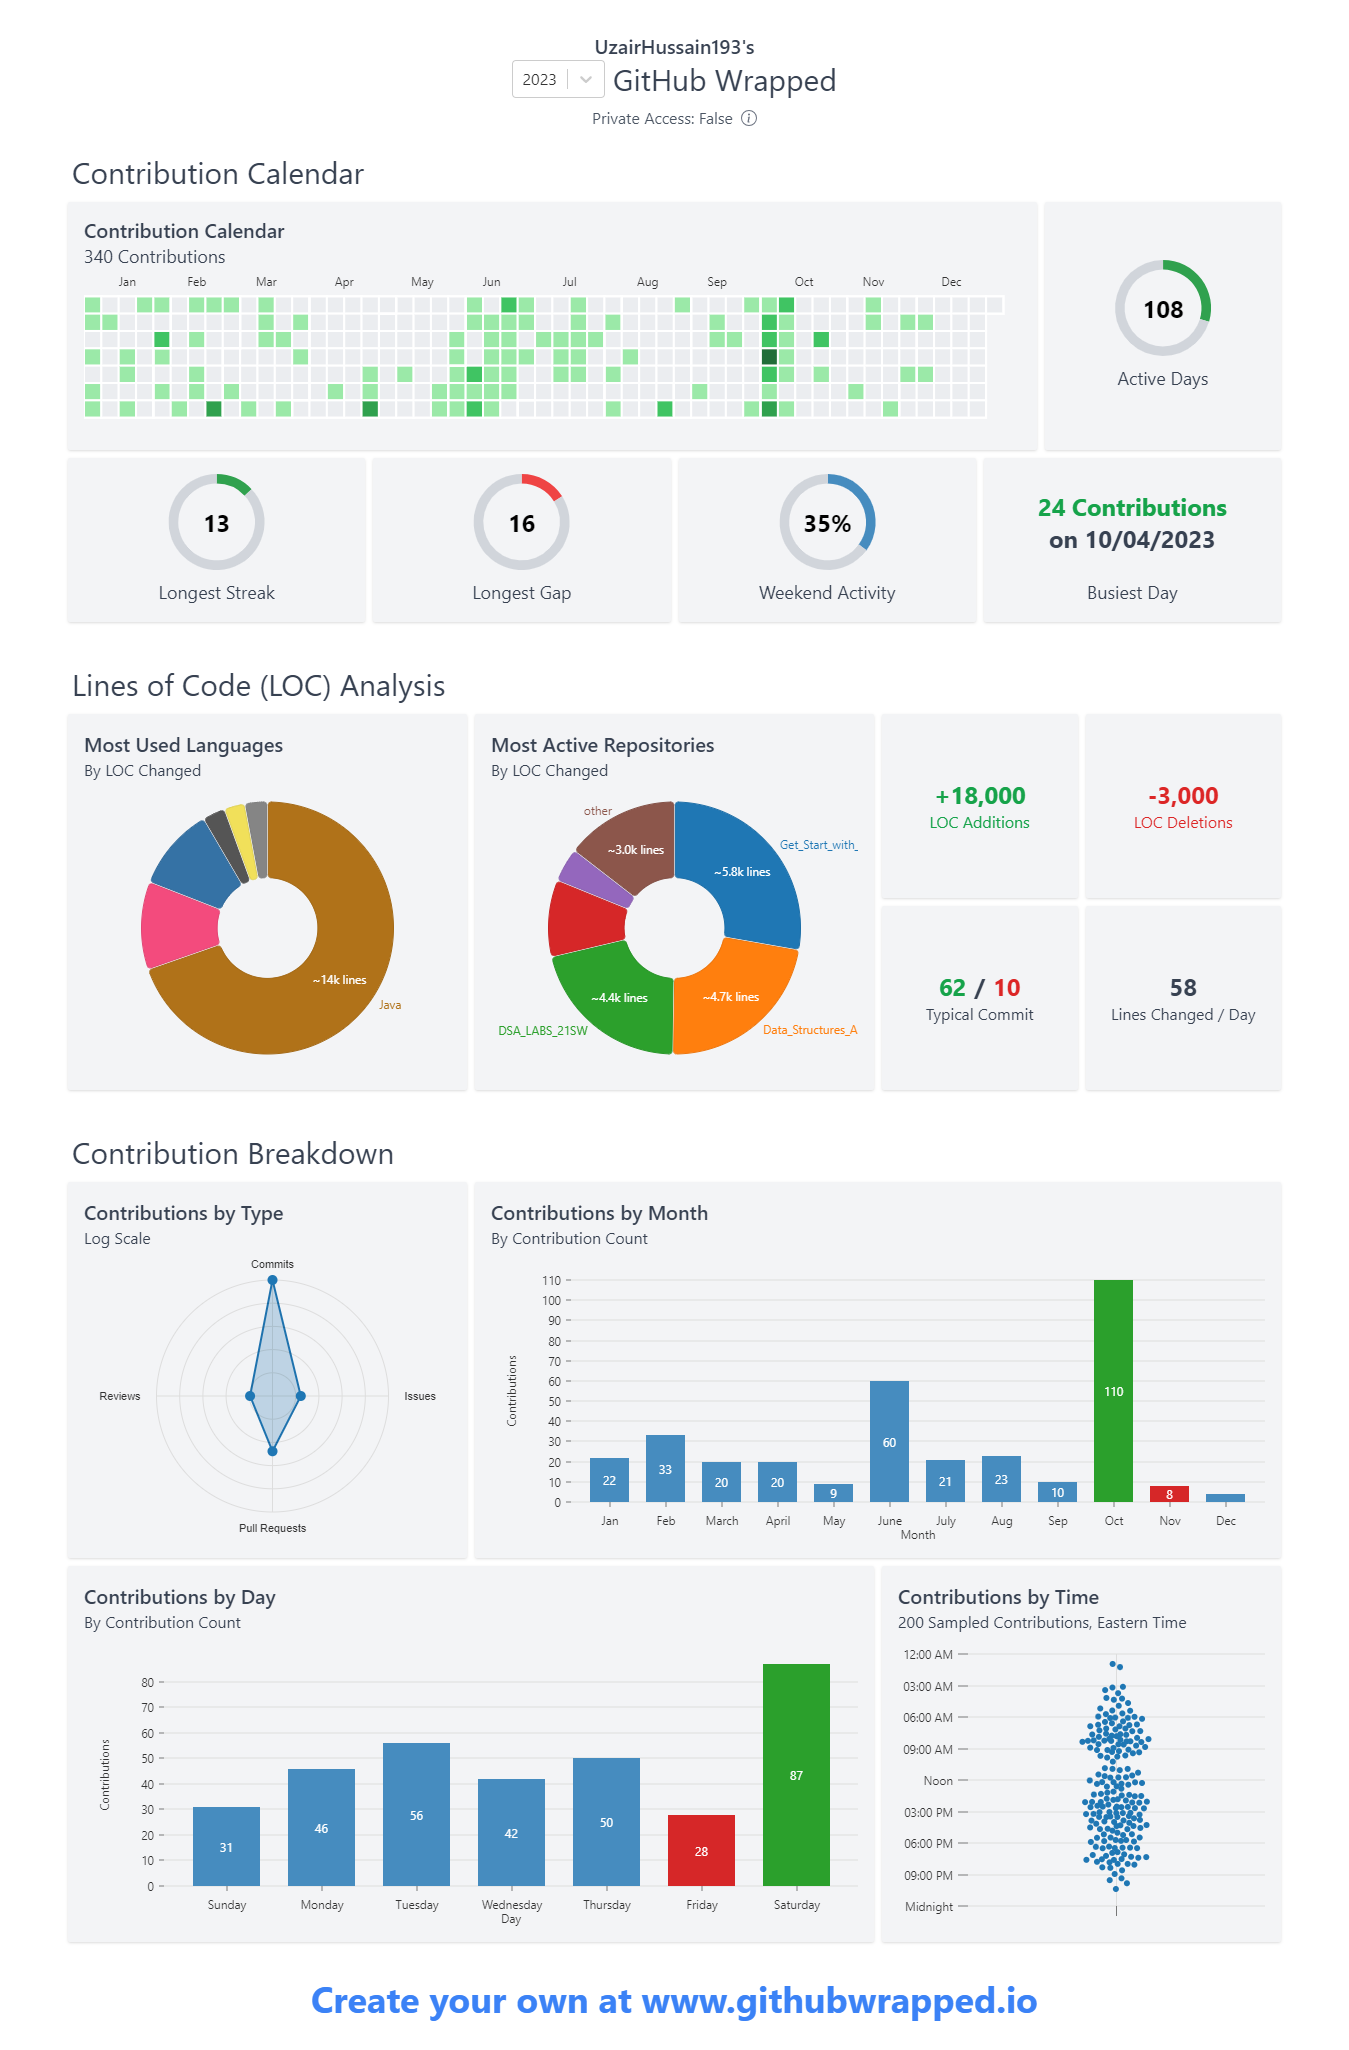 UzairHussain193's
2023 GitHub Wrapped
Private Access: False
Contribution Calendar
Contribution Calendar
340 Contributions
Jan Feb Mar Apr May Jun Jul Aug Sep Oct Nov Dec
108
Active Days
13
Longest Streak
16
Longest Gap
35%
Weekend Activity
24 Contributions
on 10/04/2023
Busiest Day
Lines of Code (LOC) Analysis
Most Used Languages
By LOC Changed
~14k lines
Java
Most Active Repositories
By LOC Changed
other
Get_Start_with_
~3.0k lines
~5.8k lines
~4.4k lines
~4.7k lines
DSA_LABS_21SW
Data_Structures_A
+18,000
LOC Additions
-3,000
LOC Deletions
62 / 10
Typical Commit
58
Lines Changed / Day
Contribution Breakdown
Contributions by Type
Log Scale
Commits
Reviews
Issues
Pull Requests
Contributions by Month
By Contribution Count
Contributions
110
100
90
80
70
60
50
40
30
20
10
0
22 33 20 20 9 60 21 23 10 110 8
Jan Feb March April May June July Aug Sep Oct Nov Dec
Month
Contributions by Day
By Contribution Count
Contributions
80
70
60
50
40
30
20
10
0
31 46 56 42 50 28 87
Sunday Monday Tuesday Wednesday Thursday Friday Saturday
Day
Contributions by Time
200 Sampled Contributions, Eastern Time
12:00 AM
03:00 AM
06:00 AM
09:00 AM
Noon
03:00 PM
06:00 PM
09:00 PM
Midnight
Create your own at www.githubwrapped.io